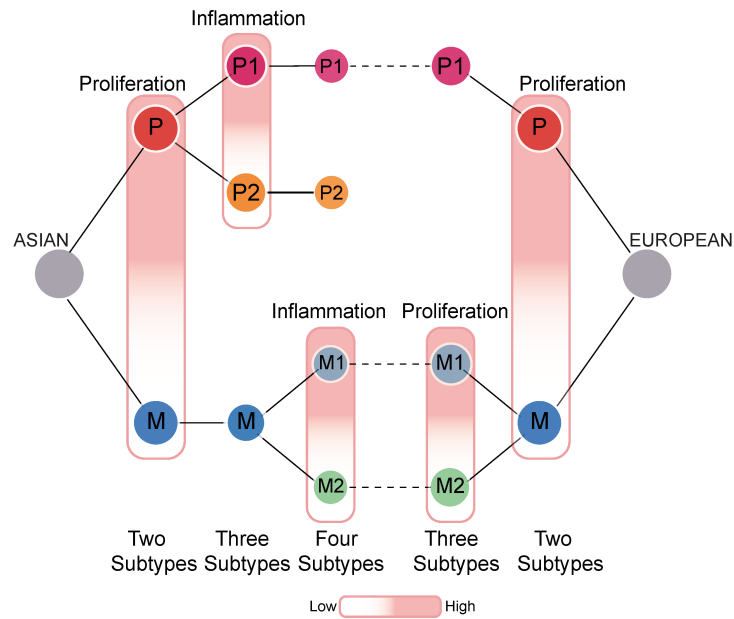 Inflammation
P1
P1
P1
Proliferation
Proliferation
P
P
P2
P2
ASIAN
EUROPEAN
Inflammation
Proliferation
M1
M1
M
M
M
M2
M2
Two
Subtypes
Three
Subtypes
Four
Subtypes
Three
Subtypes
Two
Subtypes
Low
High